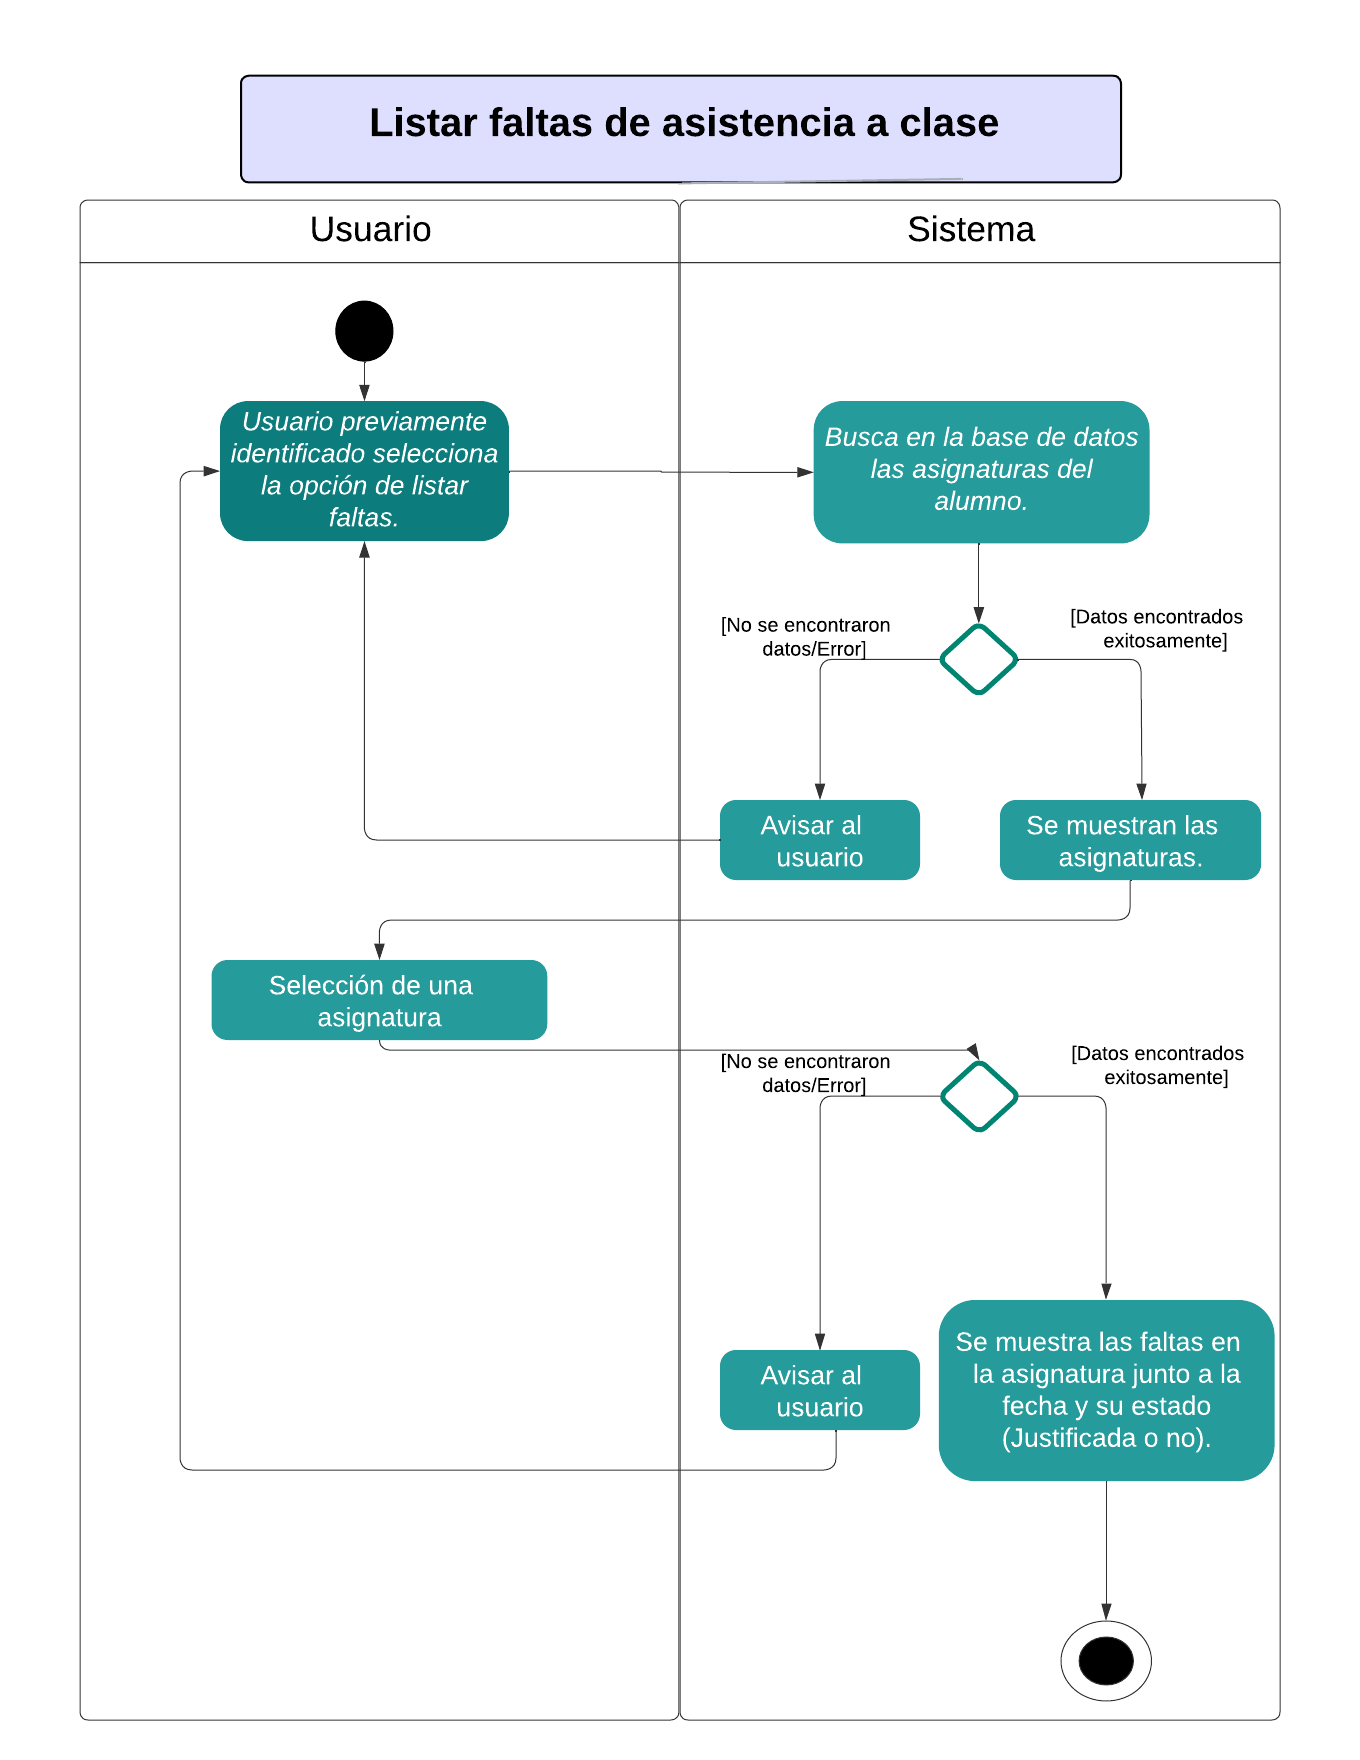 Listar faltas de asistencia a clase
Usuario
Sistema
Usuario previamente
identificado selecciona
la opción de listar
faltas.
Busca en la base de datos
las asignaturas del
alumno.
[No se encontraron
datos/Error]
[Datos encontrados
exitosamente]
Avisar al
usuario
Se muestran las
asignaturas.
Selección de una
asignatura
[No se encontraron
datos/Error]
[Datos encontrados
exitosamente]
Avisar al
usuario
Se muestra las faltas en
la asignatura junto a la
fecha y su estado
(Justificada o no).